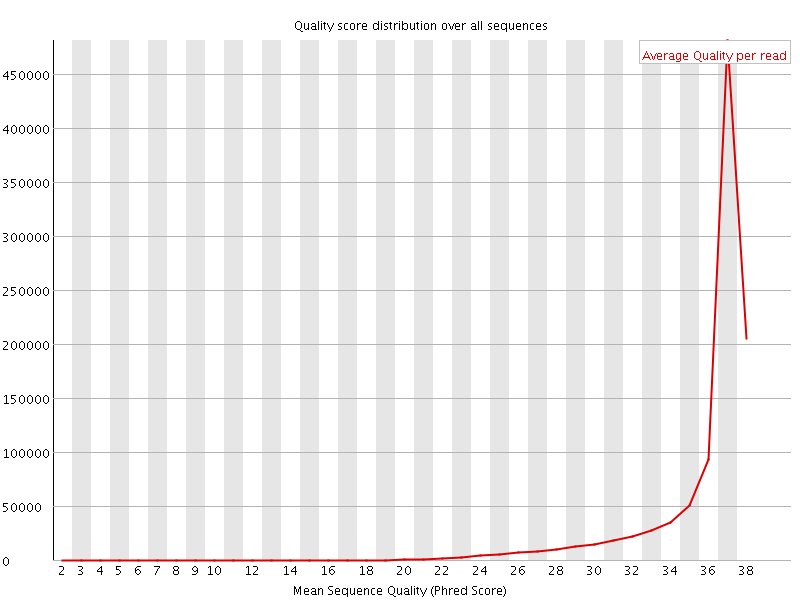 Quality score distribution over all sequences
Average Quality per read
450000
400000
350000
300000
250000
200000
150000
100000
50000
0
2 3 4 5 6 7 8 9 10 12 14 16 18 20 22 24 26 28 30 32 34 36 38
Mean Sequence Quality (Phred Score)